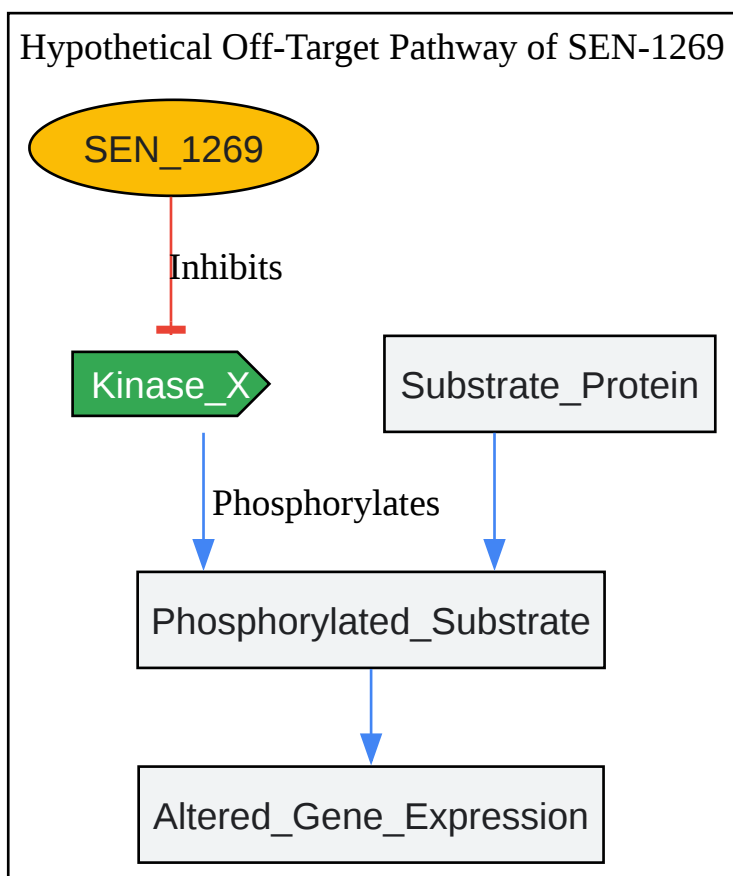 Hypothetical Off-Target Pathway of SEN-1269
SEN_1269
Inhibits
Kinase_X
Substrate_Protein
Phosphorylates
Phosphorylated_Substrate
Altered_Gene_Expression